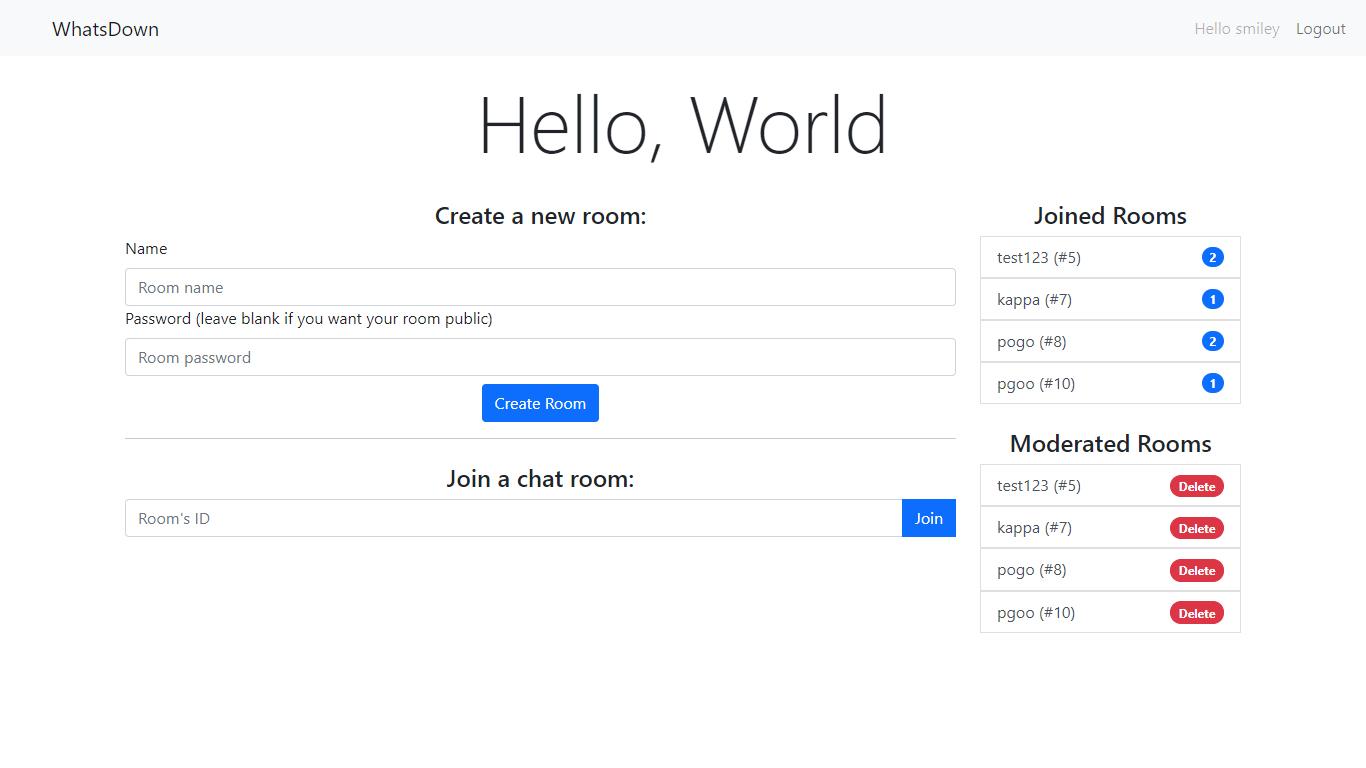 WhatsDown
Hello smiley Logout
Hello, World
Create a new room:
Name
Room name
Password (leave blank if you want your room public)
Room password
Create Room
Join a chat room:
Room's ID Join
Joined Rooms
test123 (#5) 2
kappa (#7) 1
pogo (#8) 2
pgoo (#10) 1
Moderated Rooms
test123 (#5) Delete
kappa (#7) Delete
pogo (#8) Delete
pgoo (#10) Delete